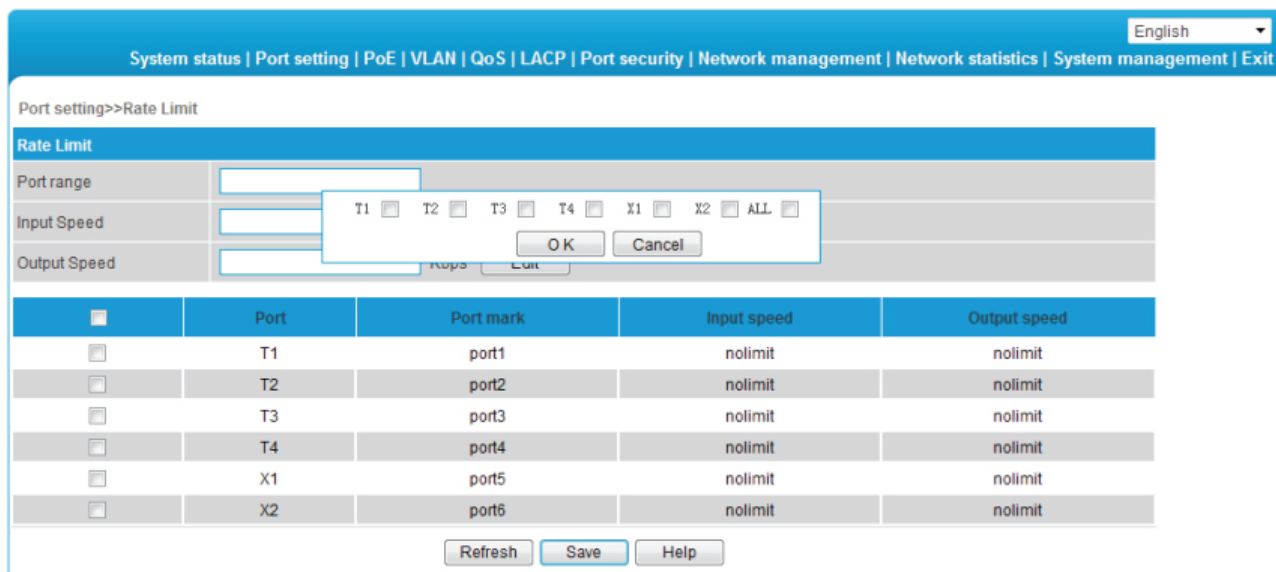 English
System status | Port setting | PoE | VLAN | QoS | LACP | Port security | Network management | Network statistics | System management | Exit
Port setting>>Rate Limit
Rate Limit
Port range
T1 T2 T3 T4 X1 X2 ALL
Input Speed
OK Cancel
Output Speed Kbps Edit
Port Port mark Input speed Output speed
T1 port1 nolimit nolimit
T2 port2 nolimit nolimit
T3 port3 nolimit nolimit
T4 port4 nolimit nolimit
X1 port5 nolimit nolimit
X2 port6 nolimit nolimit
Refresh Save Help